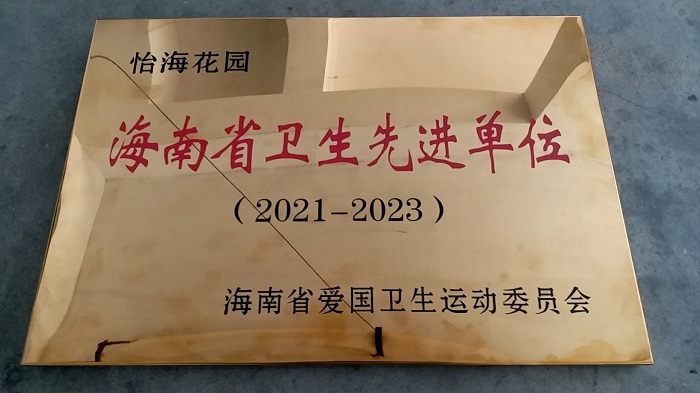 怡海花园
海南省卫生先进单位
（2021-2023）
海南省爱国卫生运动委员会